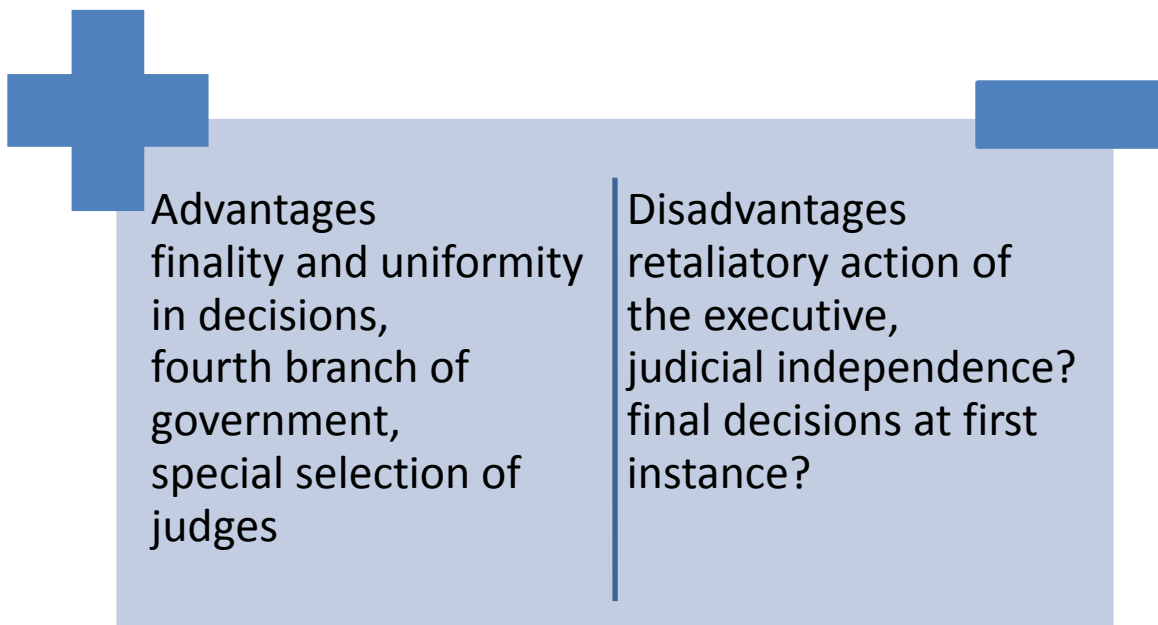 Advantages
finality and uniformity
in decisions,
fourth branch of
government,
special selection of
judges
Disadvantages
retaliatory action of
the executive,
judicial independence?
final decisions at first
instance?